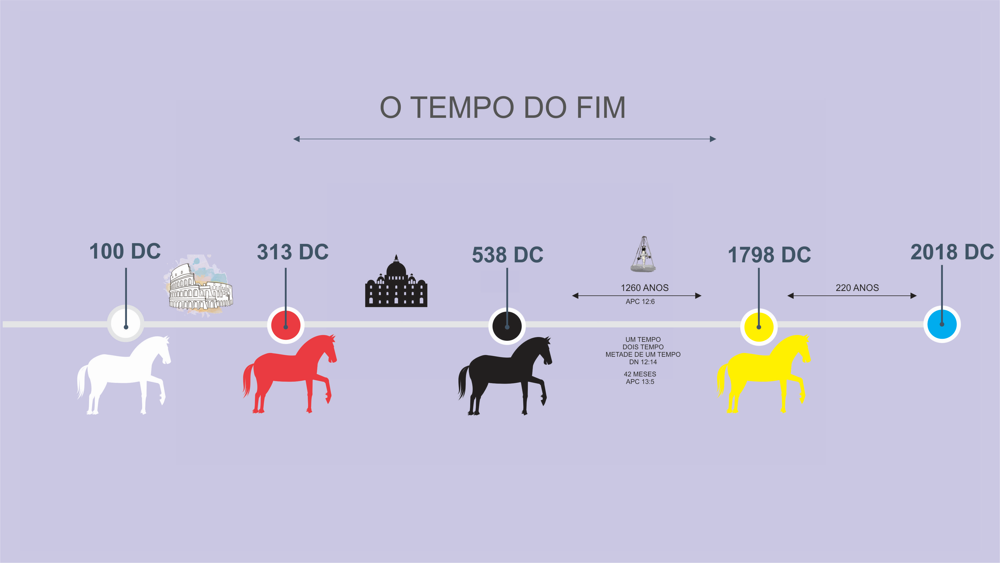 O TEMPO DO FIM
100 DC
313 DC
538 DC
1798 DC
2018 DC
1260 ANOS
APC 12:6
220 ANOS
UM TEMPO
DOIS TEMPO
METADE DE UM TEMPO
DN 12:14
42 MESES
APC 13:5